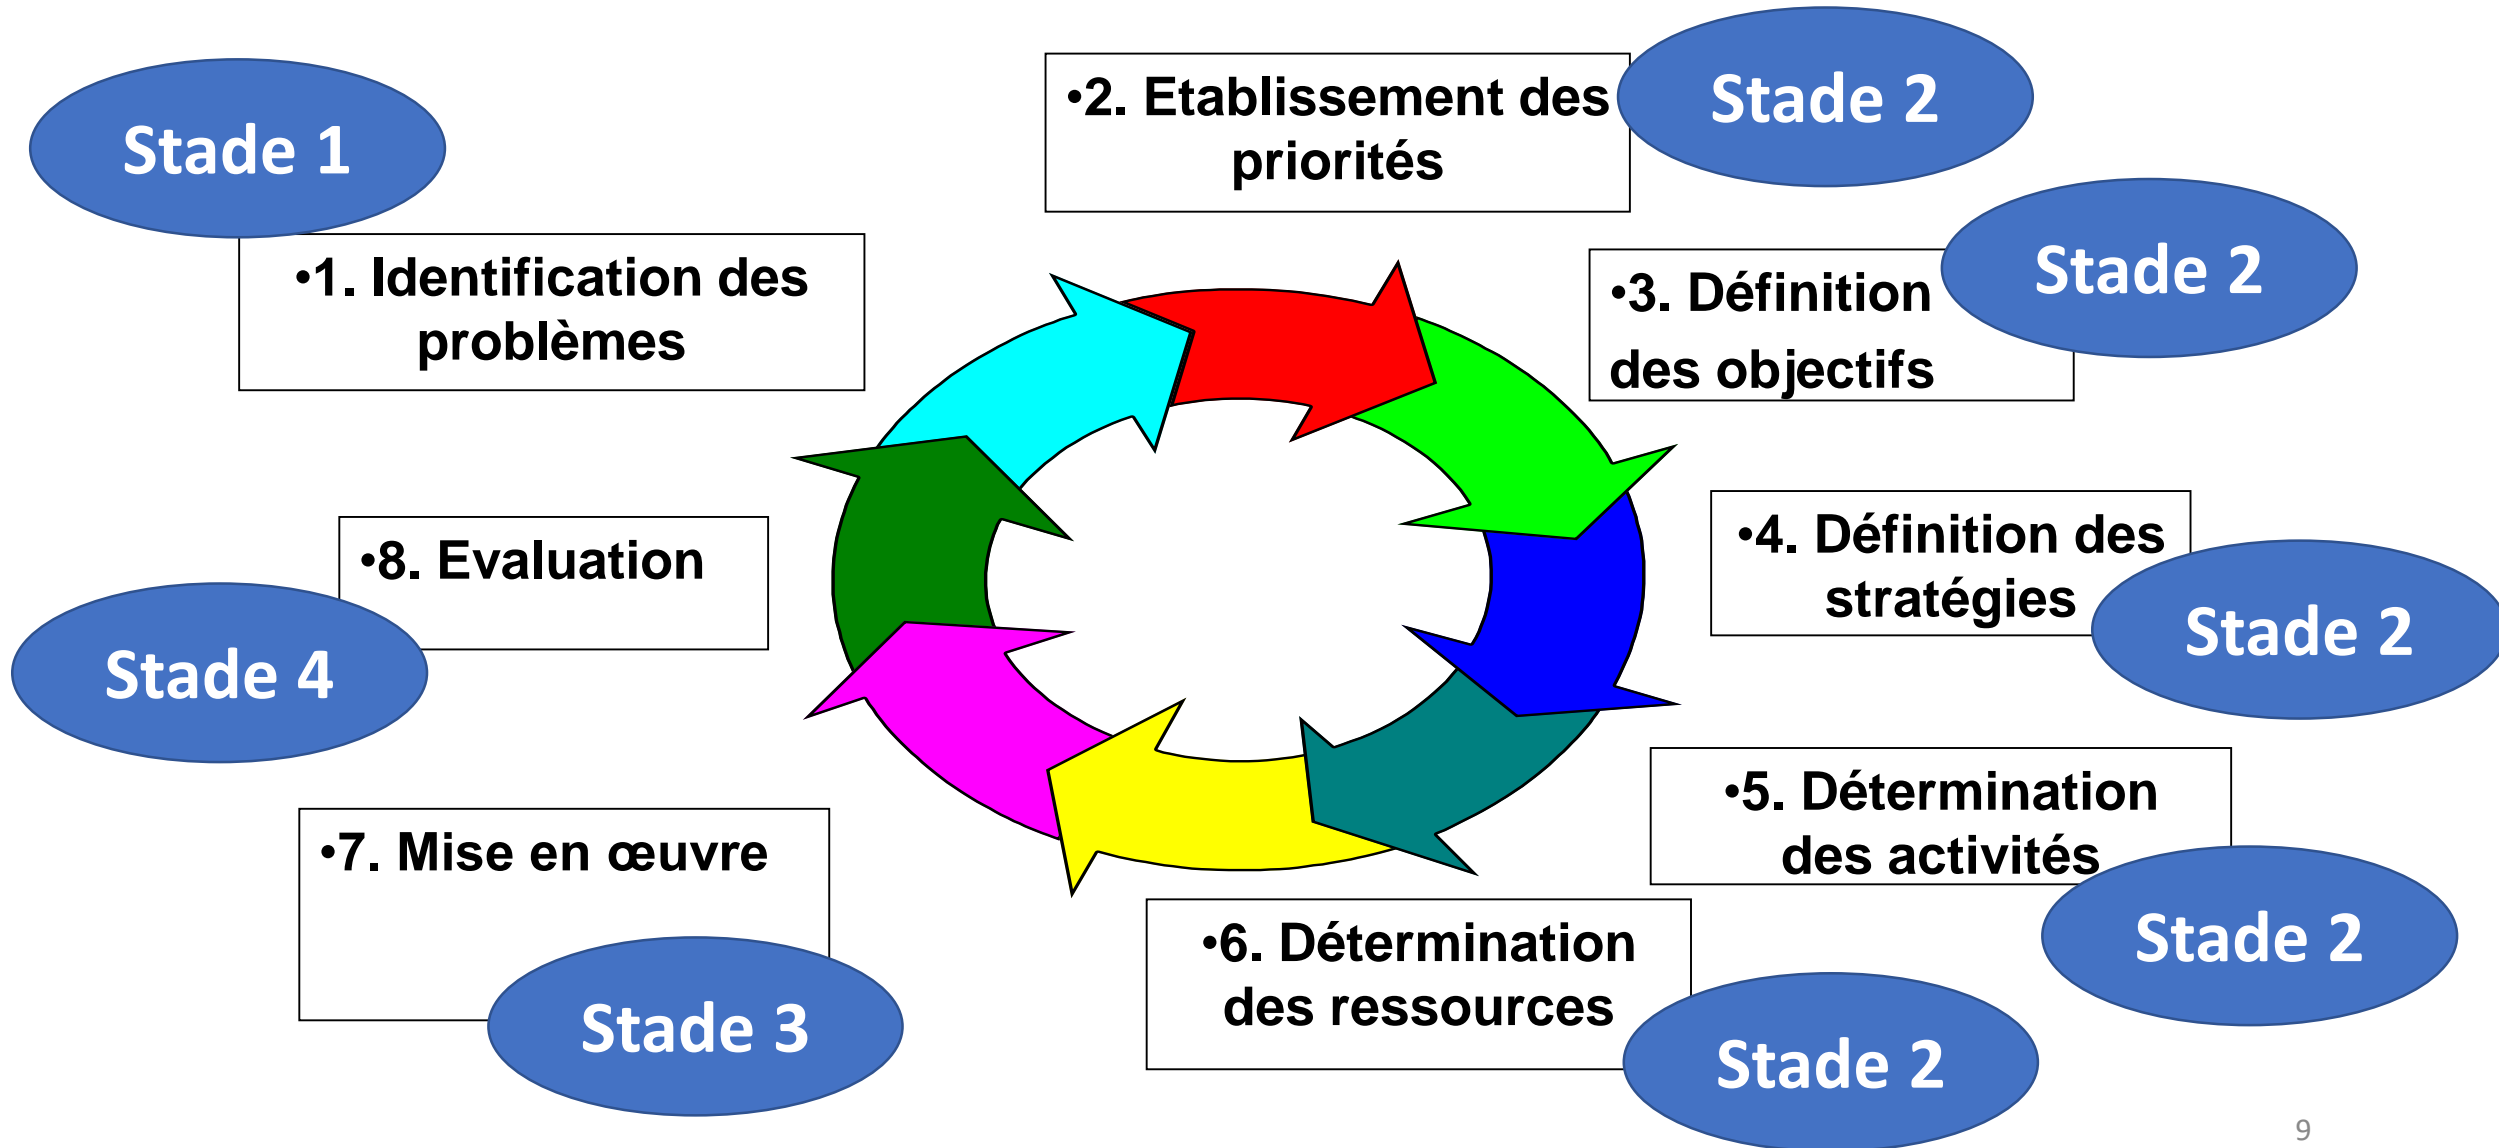 Stade 1
•1. Identification des
problèmes
•2. Etablissement des
priorités
Stade 2
•3. Définition
des objectifs
Stade 2
•4. Définition des
stratégies
Stade 2
•5. Détermination
des activités
Stade 2
•6. Détermination
des ressources
Stade 2
•7. Mise en œuvre
Stade 3
•8. Evaluation
Stade 4
9